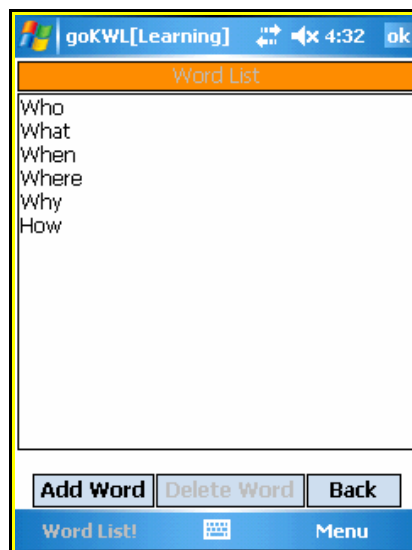 goKWL[Learning] 4:32 ok
Word List
Who
What
When
Where
Why
How
Add Word Delete Word Back
Word List! Menu